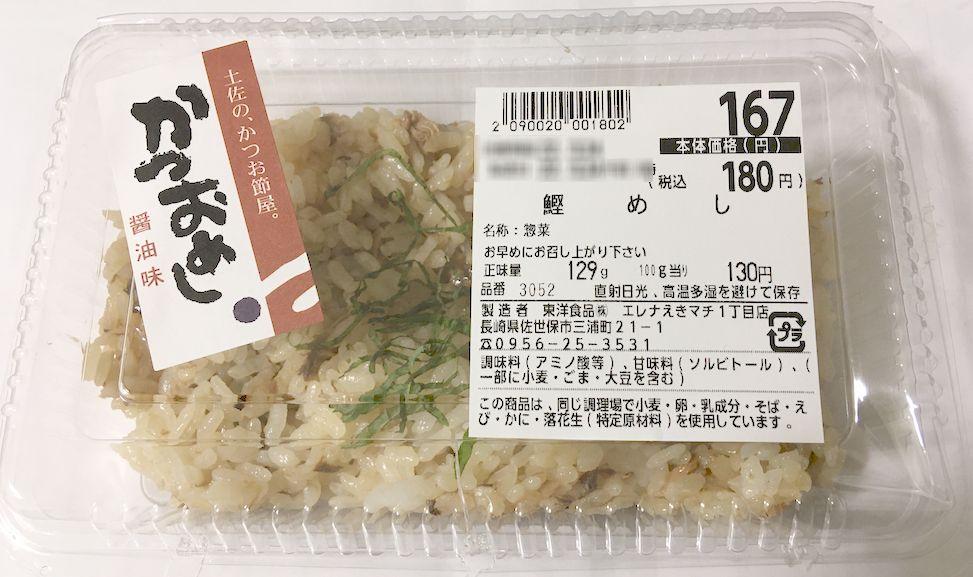 土佐の、かつお節屋。
かつおめし
醤油味
2 090020 001802
167
本体価格(円)
(税込 180円)
鰹めし
名称:惣菜
お早めにお召し上がり下さい
正味量 129g 100g当り 130円
品番 3052 直射日光、高温多湿を避けて保存
製造者 東洋食品㈱ エレナえきマチ1丁目店
長崎県佐世保市三浦町21-1
☎0956-25-3531
プラ
調味料(アミノ酸等)、甘味料(ソルビトール)、(
一部に小麦・ごま・大豆を含む)
この商品は、同じ調理場で小麦・卵・乳成分・そば・え
び・かに・落花生(特定原材料)を使用しています。